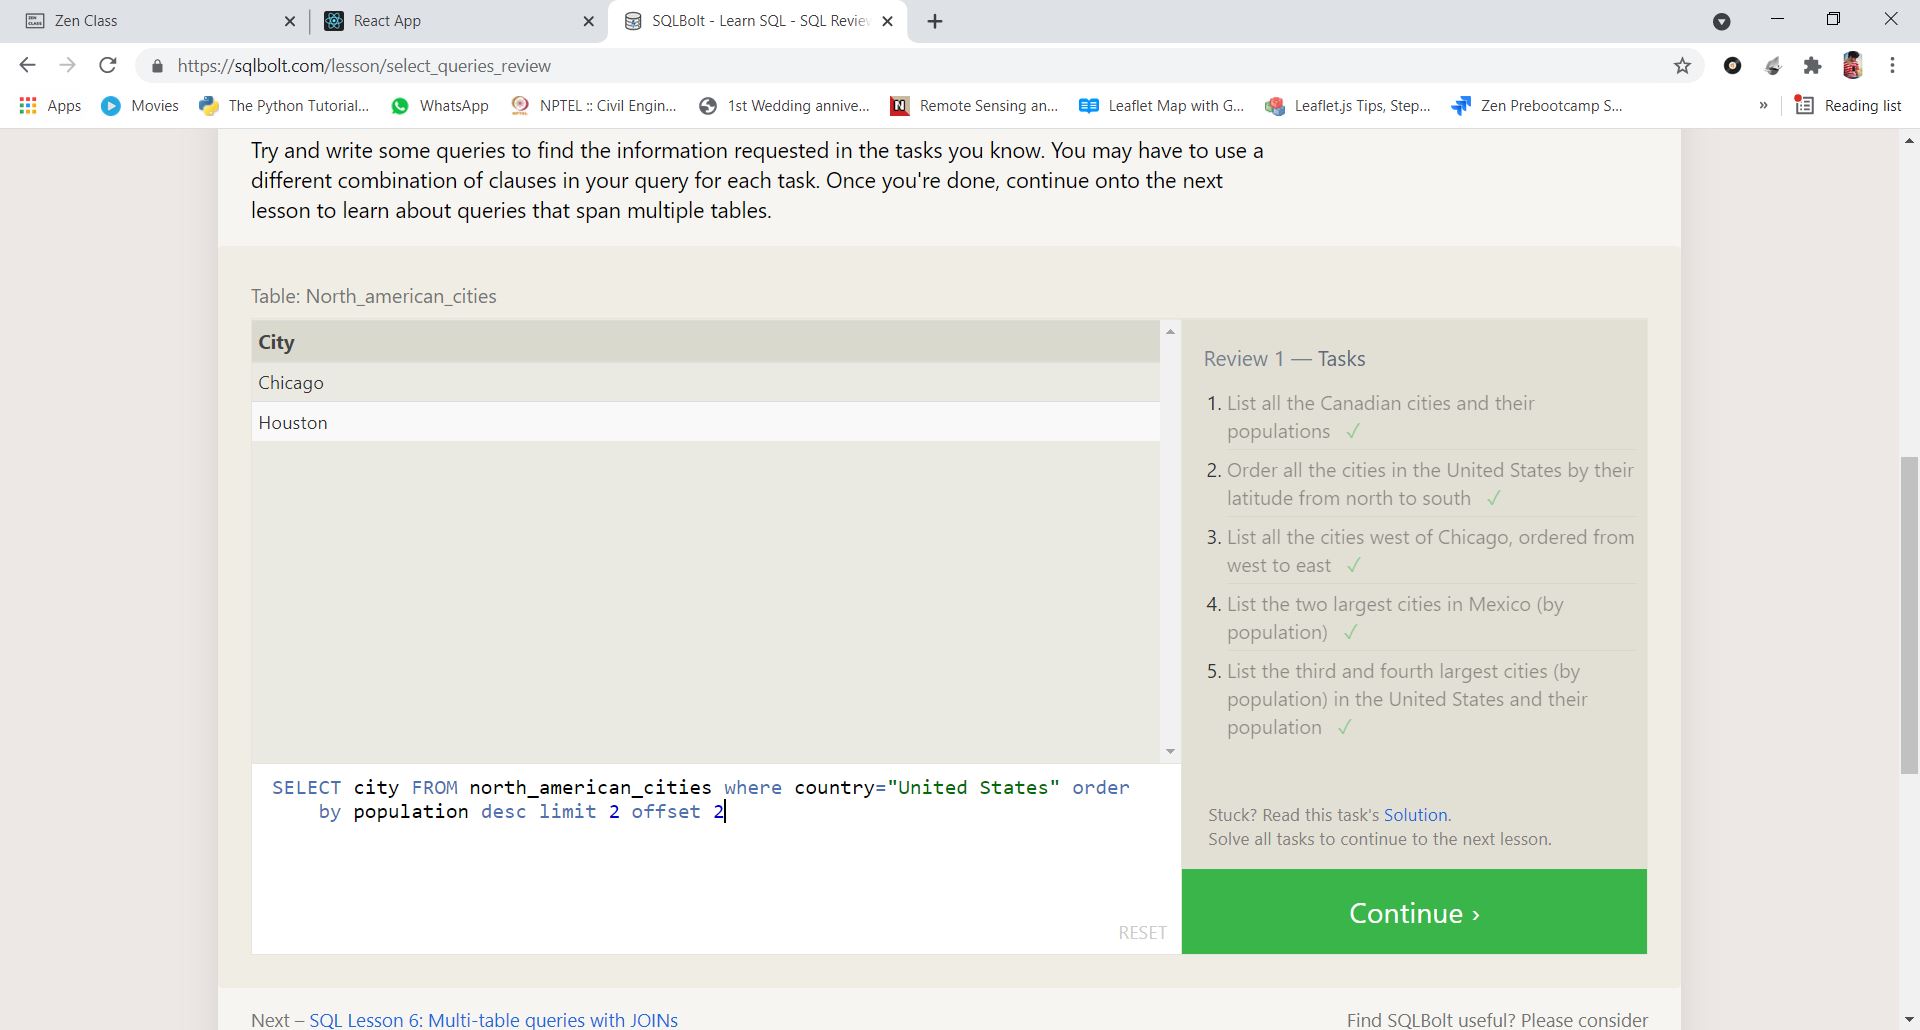 Zen Class
React App
SQLBolt - Learn SQL - SQL Review
https://sqlbolt.com/lesson/select_queries_review
Apps
Movies
The Python Tutorial...
WhatsApp
NPTEL :: Civil Engin...
1st Wedding annive...
Remote Sensing an...
Leaflet Map with G...
Leaflet.js Tips, Step...
Zen Prebootcamp S...
»
Reading list
Try and write some queries to find the information requested in the tasks you know. You may have to use a
different combination of clauses in your query for each task. Once you're done, continue onto the next
lesson to learn about queries that span multiple tables.
Table: North_american_cities
City
Chicago
Houston
SELECT city FROM north_american_cities where country="United States" order
by population desc limit 2 offset 2
RESET
Review 1 — Tasks
1. List all the Canadian cities and their
populations ✓
2. Order all the cities in the United States by their
latitude from north to south ✓
3. List all the cities west of Chicago, ordered from
west to east ✓
4. List the two largest cities in Mexico (by
population) ✓
5. List the third and fourth largest cities (by
population) in the United States and their
population ✓
Stuck? Read this task's Solution.
Solve all tasks to continue to the next lesson.
Continue ›
Next – SQL Lesson 6: Multi-table queries with JOINs
Find SQLBolt useful? Please consider